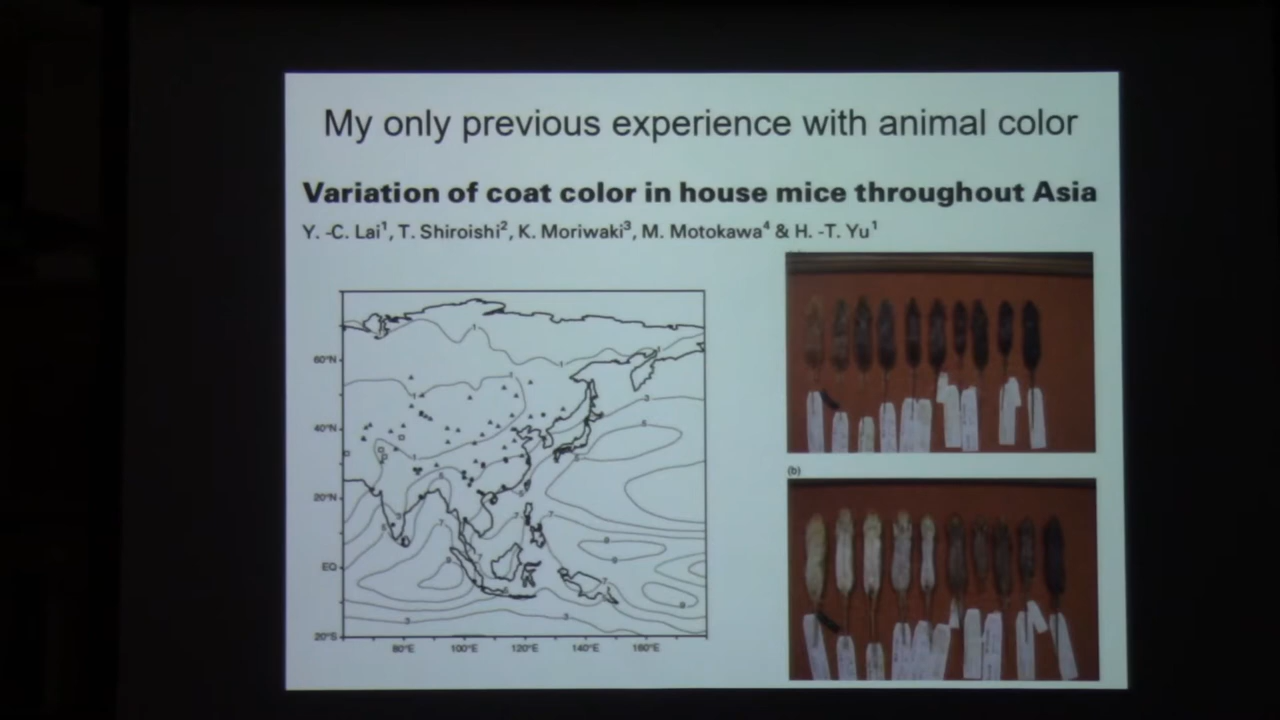 My only previous experience with animal color
Variation of coat color in house mice throughout Asia
Y. -C. Lai¹, T. Shiroishi², K. Moriwaki³, M. Motokawa⁴ & H. -T. Yu¹
60°N
40°N
20°N
EQ
20°S
80°E
100°E
120°E
140°E
160°E
(b)